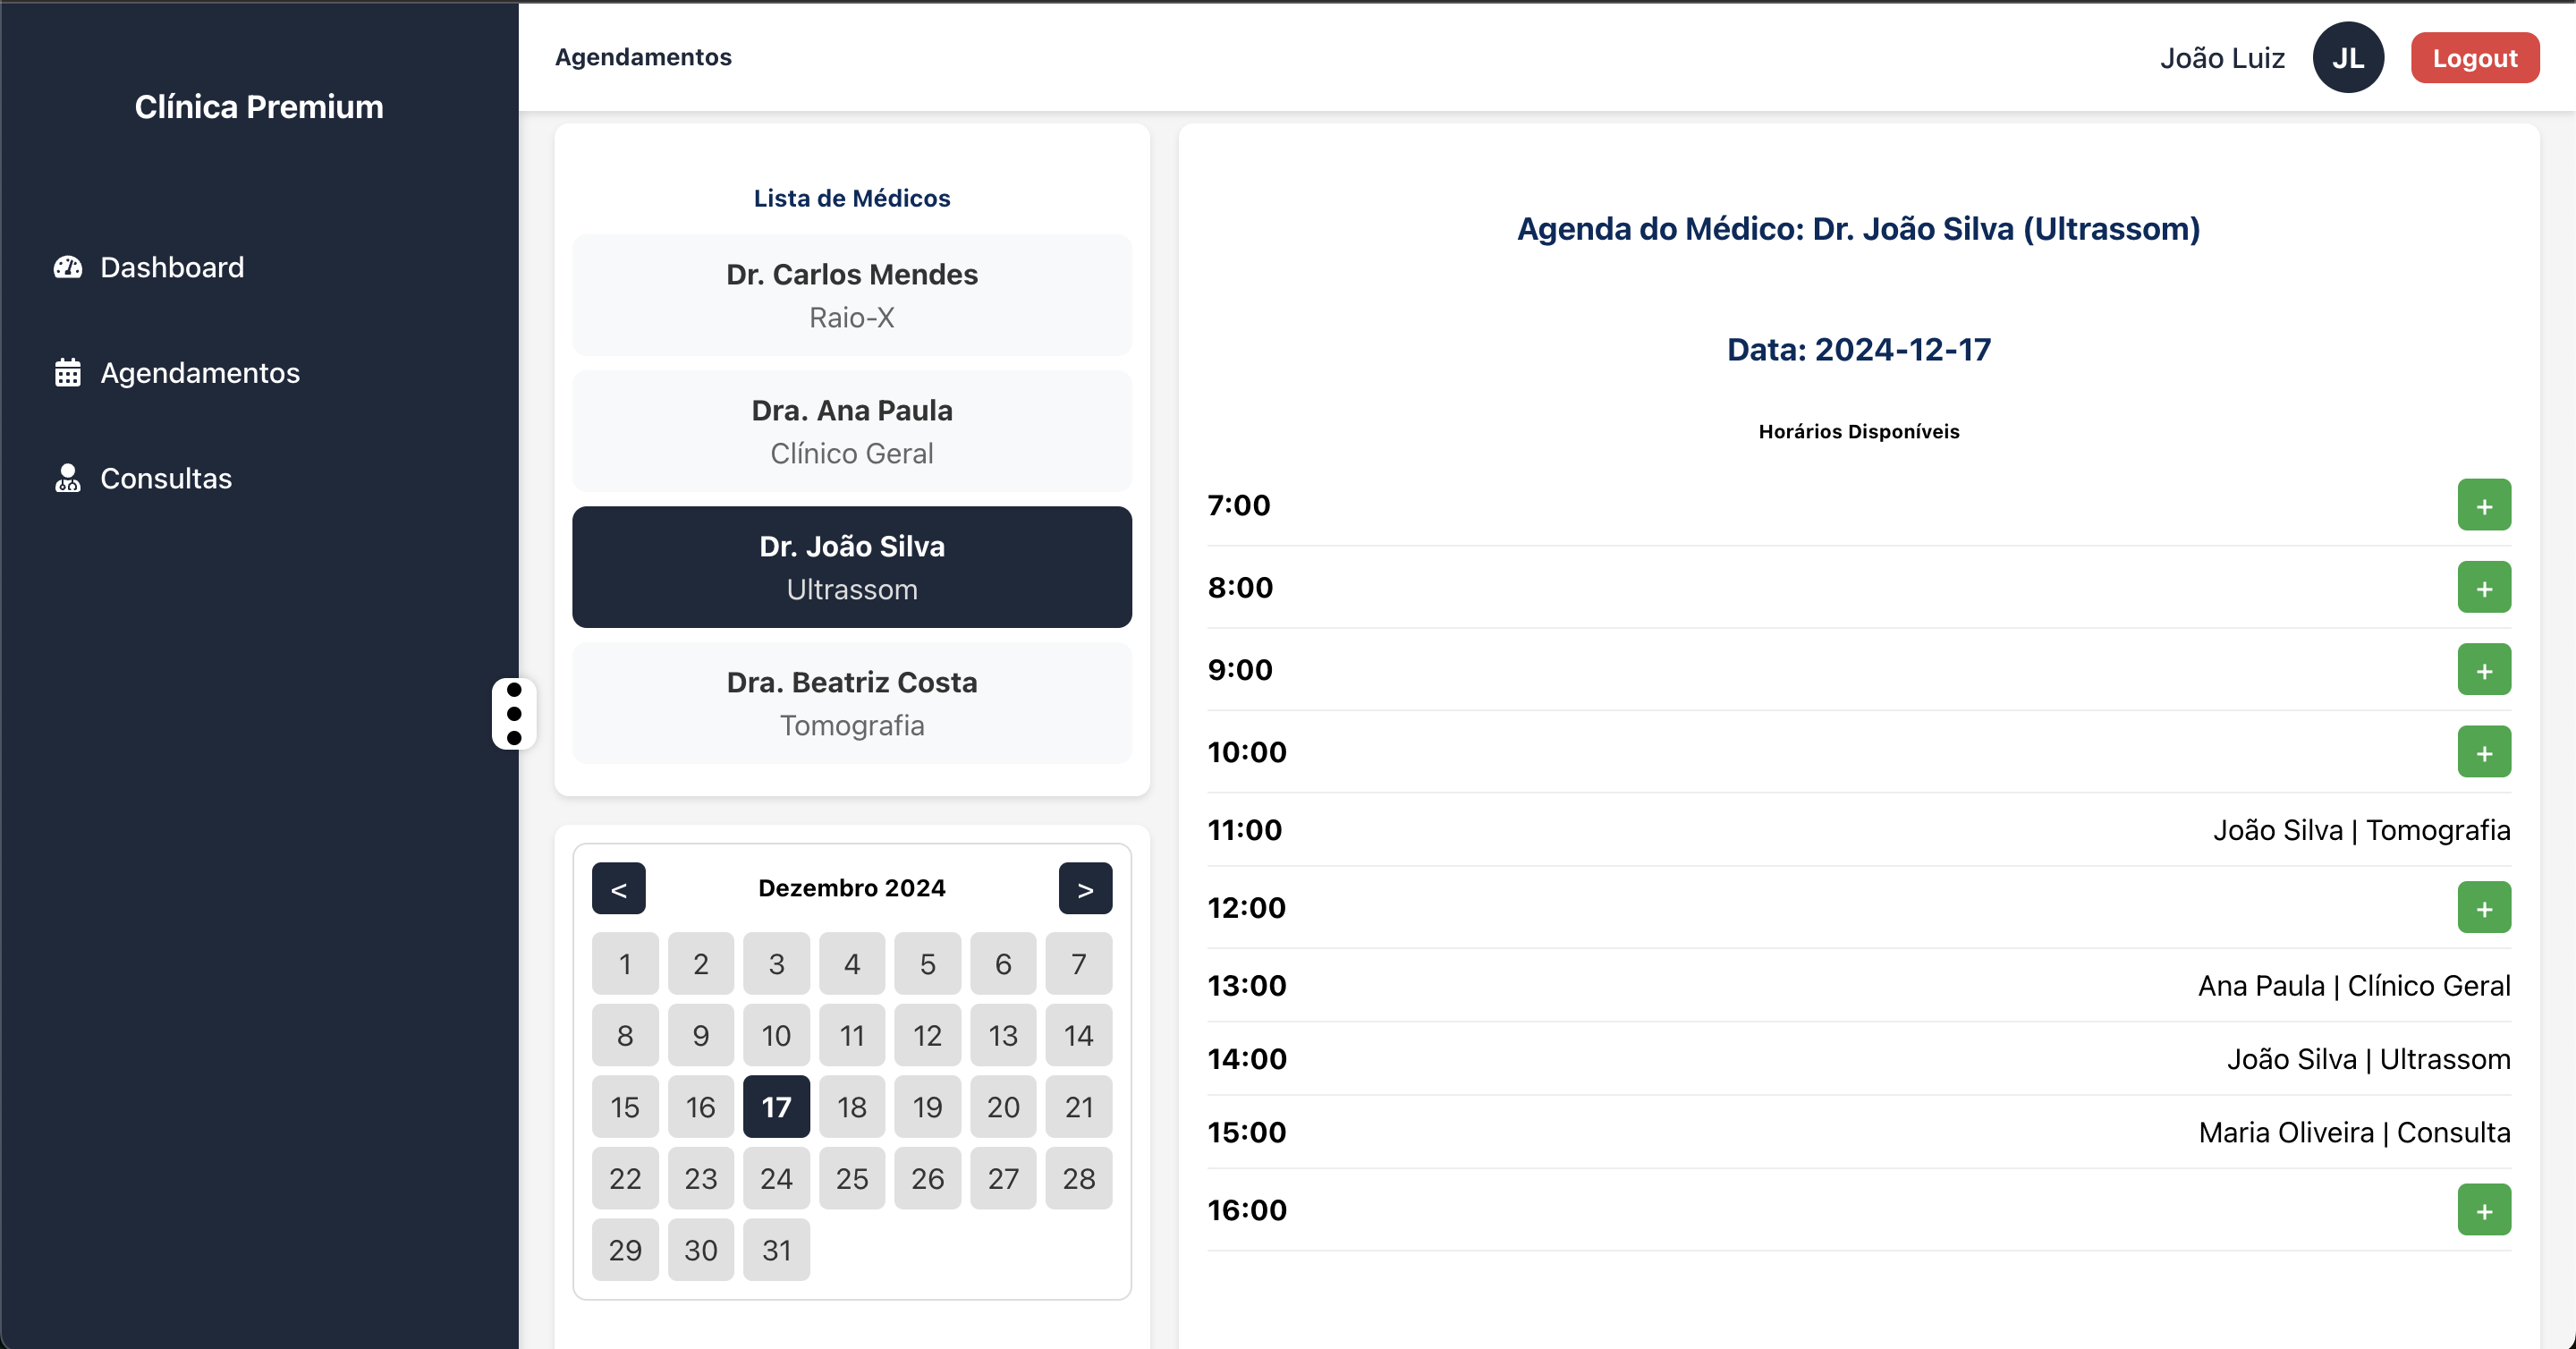 Clínica Premium
Dashboard
Agendamentos
Consultas
Agendamentos
João Luiz
JL
Logout
Lista de Médicos
Dr. Carlos Mendes
Raio-X
Dra. Ana Paula
Clínico Geral
Dr. João Silva
Ultrassom
Dra. Beatriz Costa
Tomografia
< Dezembro 2024 >
1 2 3 4 5 6 7
8 9 10 11 12 13 14
15 16 17 18 19 20 21
22 23 24 25 26 27 28
29 30 31
Agenda do Médico: Dr. João Silva (Ultrassom)
Data: 2024-12-17
Horários Disponíveis
7:00 +
8:00 +
9:00 +
10:00 +
11:00 João Silva | Tomografia
12:00 +
13:00 Ana Paula | Clínico Geral
14:00 João Silva | Ultrassom
15:00 Maria Oliveira | Consulta
16:00 +